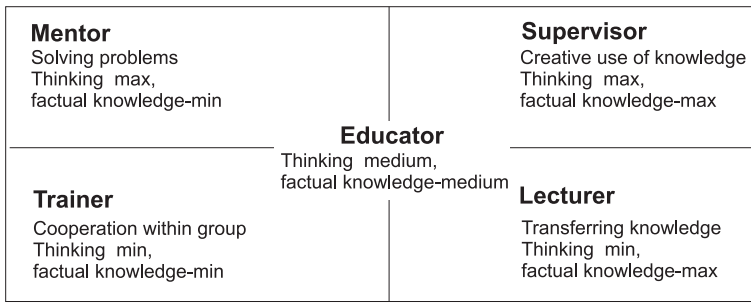 Mentor
Solving problems
Thinking max,
factual knowledge-min
Supervisor
Creative use of knowledge
Thinking max,
factual knowledge-max
Educator
Thinking medium,
factual knowledge-medium
Trainer
Cooperation within group
Thinking min,
factual knowledge-min
Lecturer
Transferring knowledge
Thinking min,
factual knowledge-max